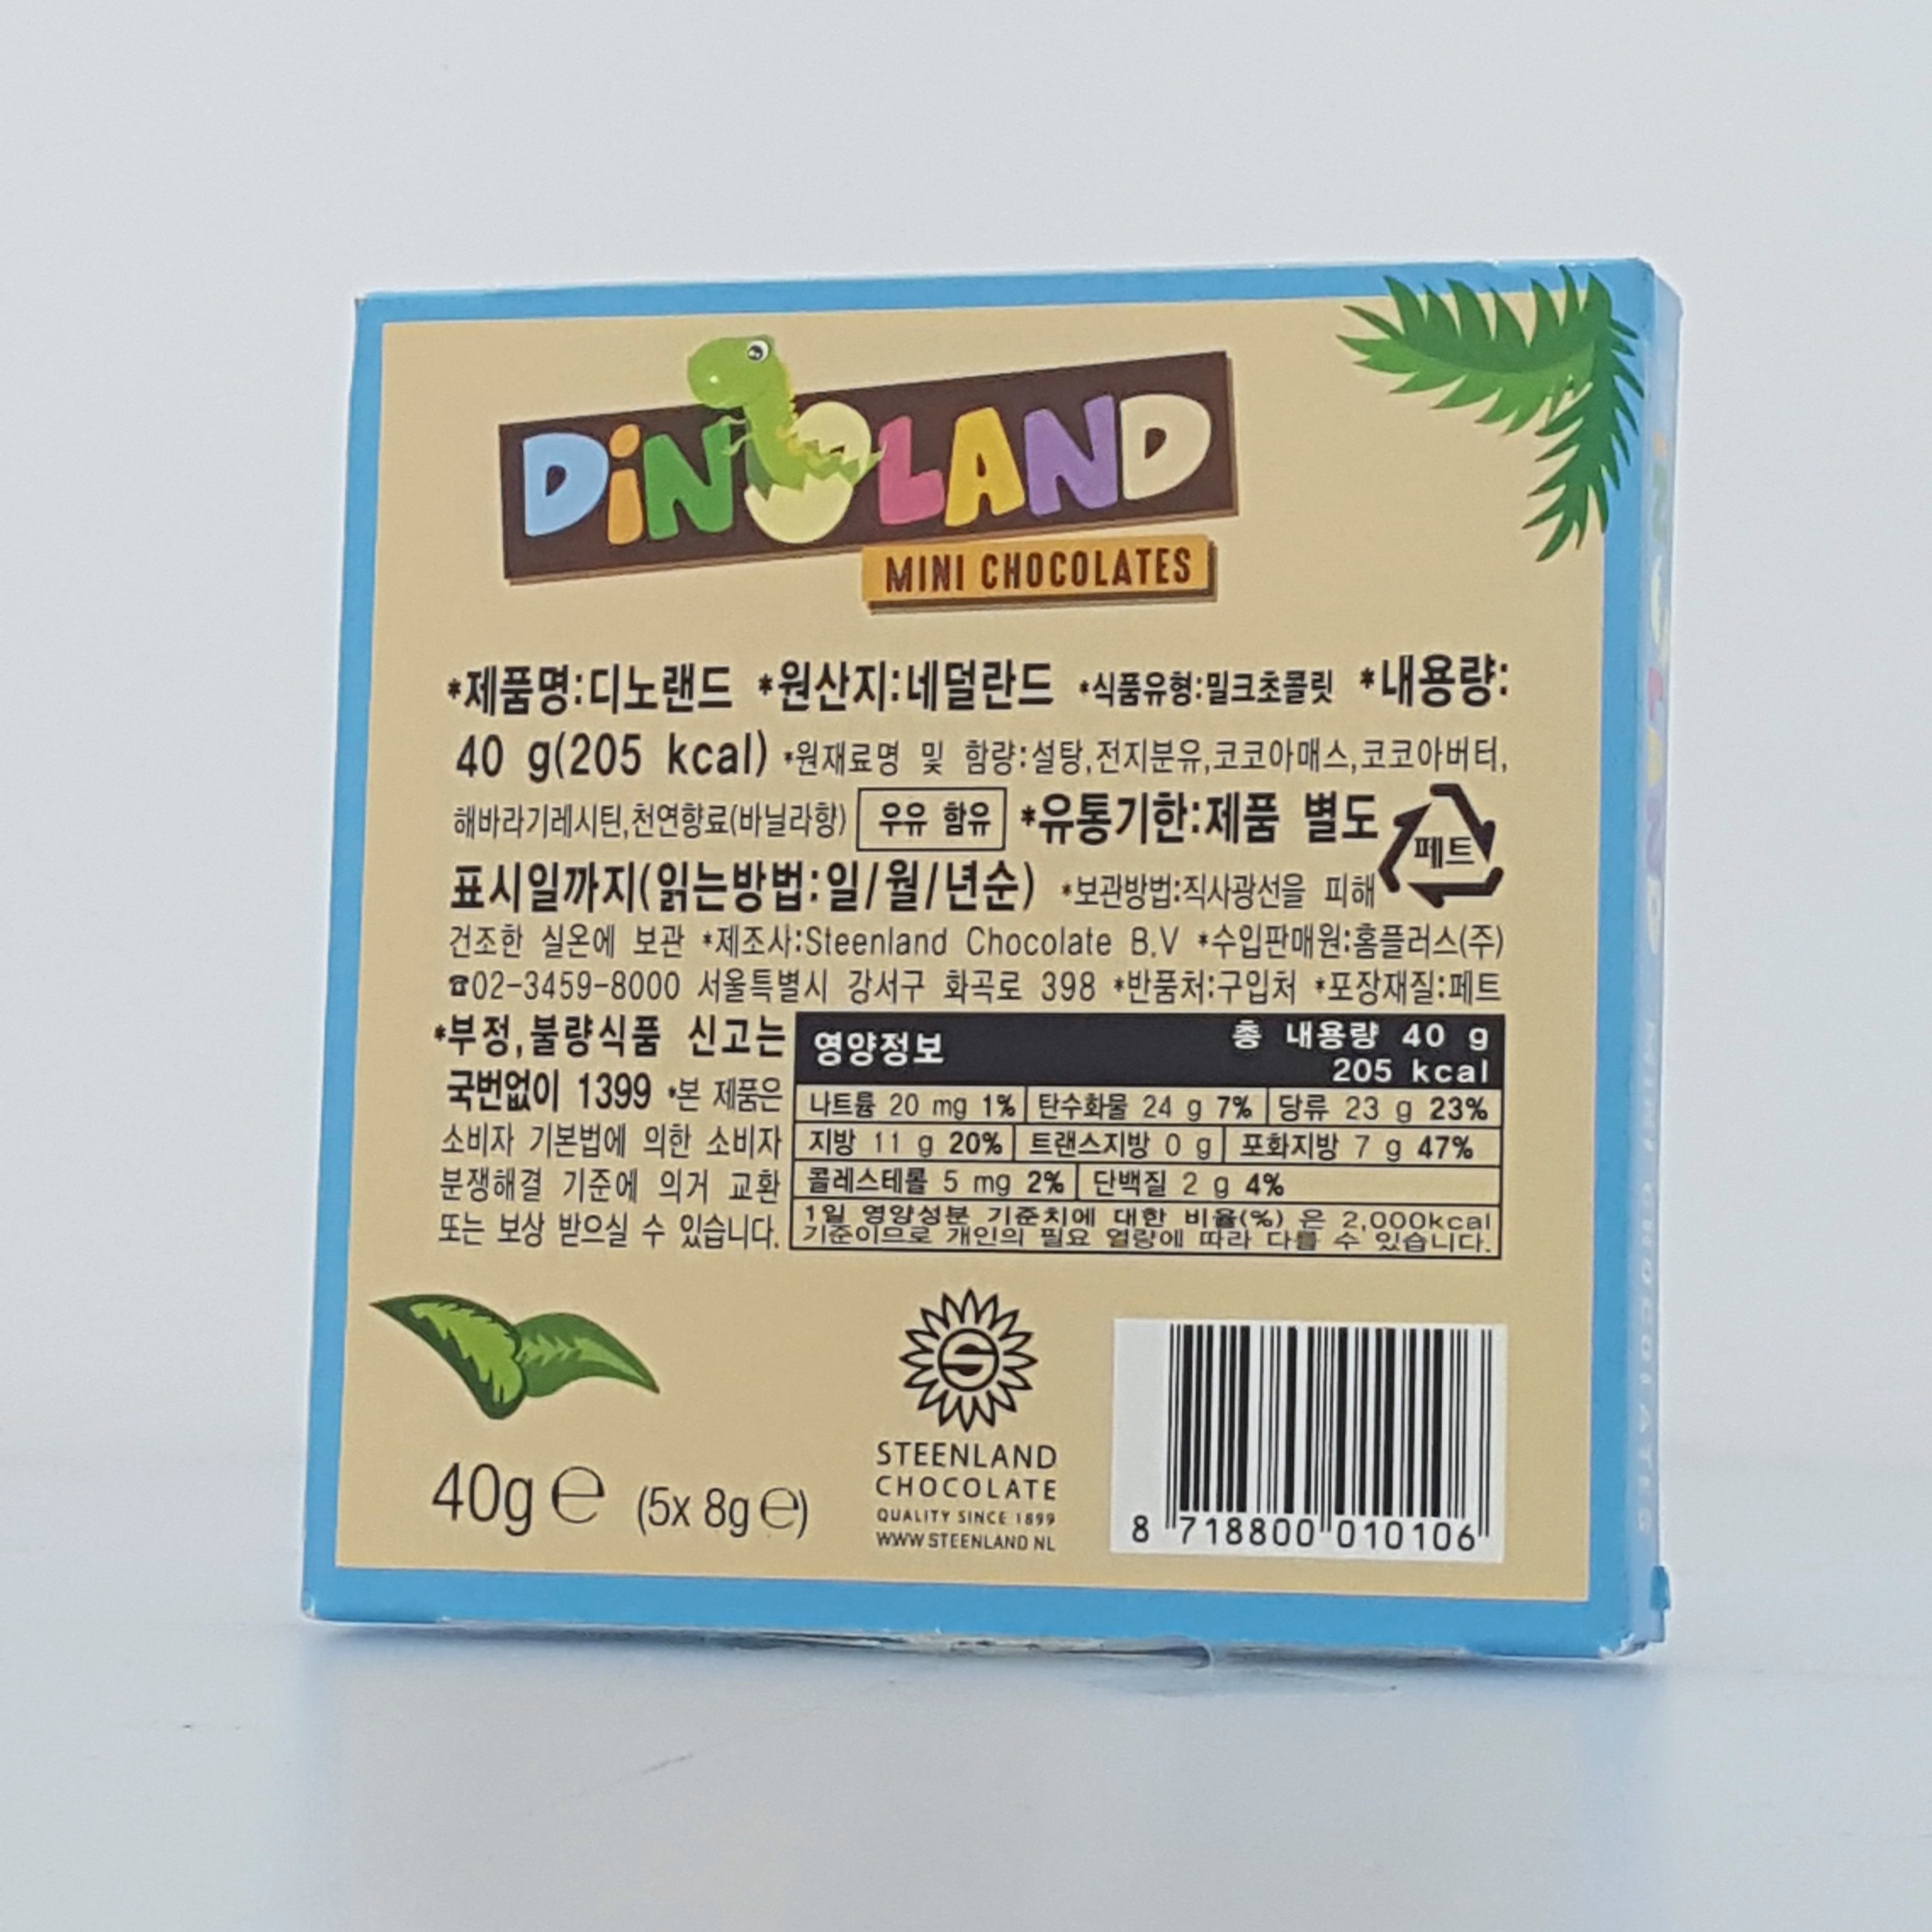 DiNOLAND
MINI CHOCOLATES
*제품명:디노랜드 *원산지:네덜란드 *식품유형:밀크초콜릿 *내용량:
40 g(205 kcal) *원재료명 및 함량:설탕,전지분유,코코아매스,코코아버터,
해바라기레시틴,천연향료(바닐라향) 우유 함유 *유통기한:제품 별도
페트
표시일까지(읽는방법:일/월/년순) *보관방법:직사광선을 피해
건조한 실온에 보관 *제조사:Steenland Chocolate B.V *수입판매원:홈플러스(주)
☎02-3459-8000 서울특별시 강서구 화곡로 398 *반품처:구입처 *포장재질:페트
*부정,불량식품 신고는
국번없이 1399 *본 제품은
소비자 기본법에 의한 소비자
분쟁해결 기준에 의거 교환
또는 보상 받으실 수 있습니다.
영양정보 총 내용량 40 g
205 kcal
나트륨 20 mg 1% 탄수화물 24 g 7% 당류 23 g 23%
지방 11 g 20% 트랜스지방 0 g 포화지방 7 g 47%
콜레스테롤 5 mg 2% 단백질 2 g 4%
1일 영양성분 기준치에 대한 비율(%) 은 2,000kcal
기준이므로 개인의 필요 열량에 따라 다를 수 있습니다.
40g ℮ (5x 8g ℮)
S
STEENLAND
CHOCOLATE
QUALITY SINCE 1899
WWW.STEENLAND.NL
8 718800 010106
MINI CHOCOLATES